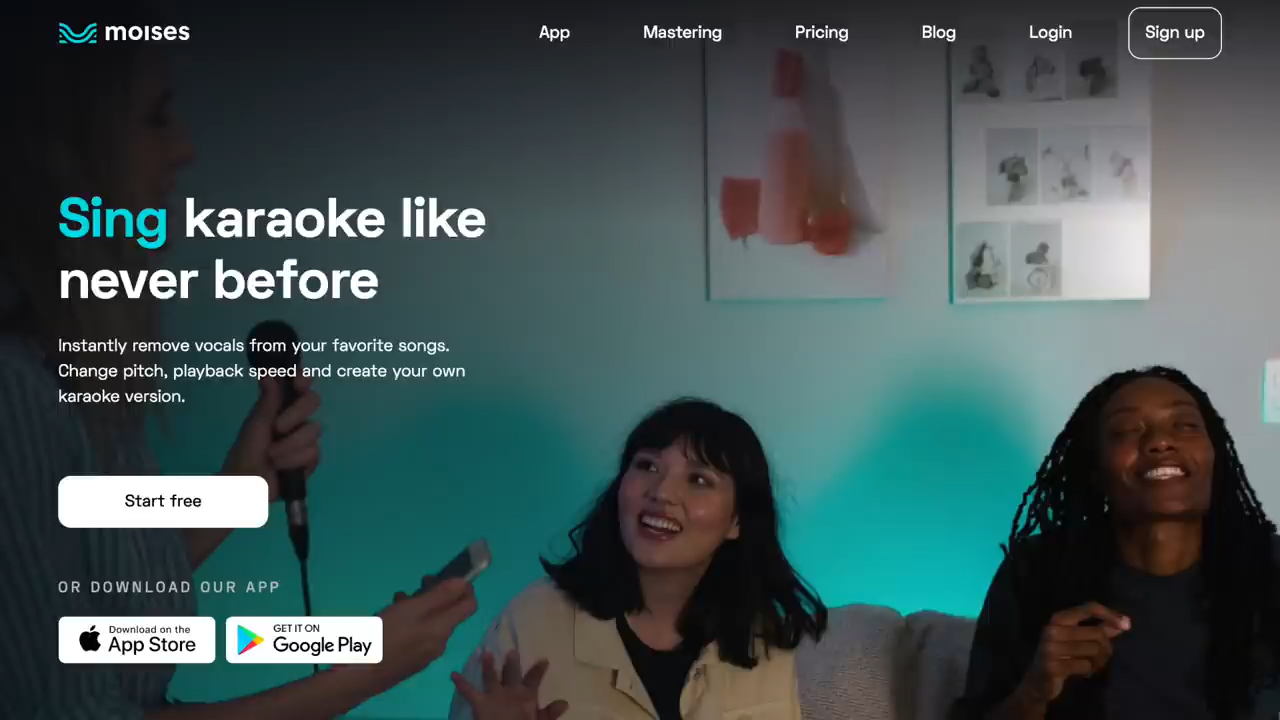 moises
App
Mastering
Pricing
Blog
Login
Sign up
Sing karaoke like
never before
Instantly remove vocals from your favorite songs.
Change pitch, playback speed and create your own
karaoke version.
Start free
OR DOWNLOAD OUR APP
Download on the
App Store
GET IT ON
Google Play